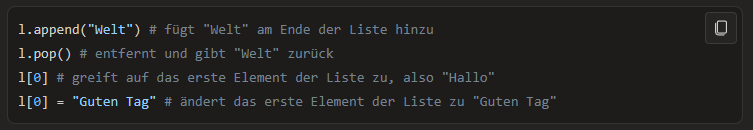 l.append("Welt") # fügt "Welt" am Ende der Liste hinzu
l.pop() # entfernt und gibt "Welt" zurück
l[0] # greift auf das erste Element der Liste zu, also "Hallo"
l[0] = "Guten Tag" # ändert das erste Element der Liste zu "Guten Tag"